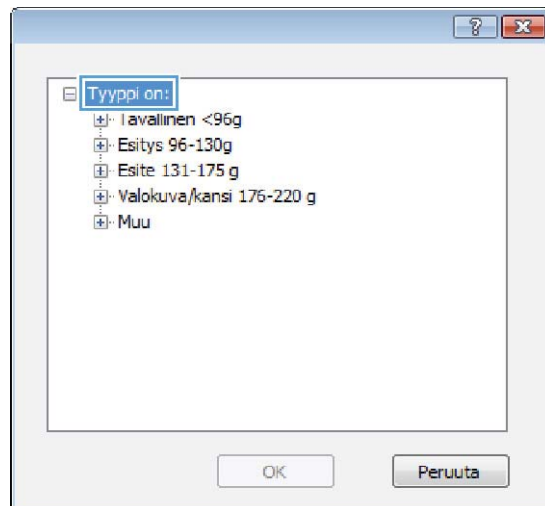 Tyyppi on:
Tavallinen <96g
Esitys 96-130g
Esite 131-175 g
Valokuva/kansi 176-220 g
Muu
OK
Peruuta